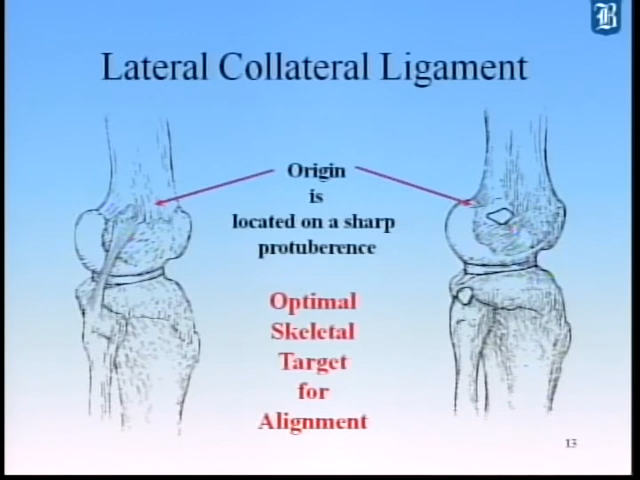 B
Lateral Collateral Ligament
Origin
is
located on a sharp
protuberence
Optimal
Skeletal
Target
for
Alignment
13